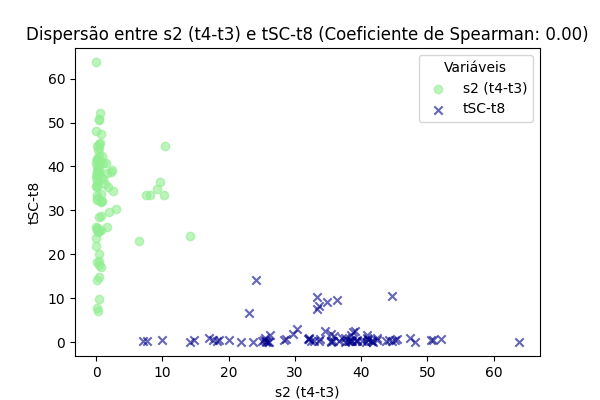 Dispersão entre s2 (t4-t3) e tSC-t8 (Coeficiente de Spearman: 0.00)
Variáveis
s2 (t4-t3)
tSC-t8
tSC-t8
60
50
40
30
20
10
0
0 10 20 30 40 50 60
s2 (t4-t3)